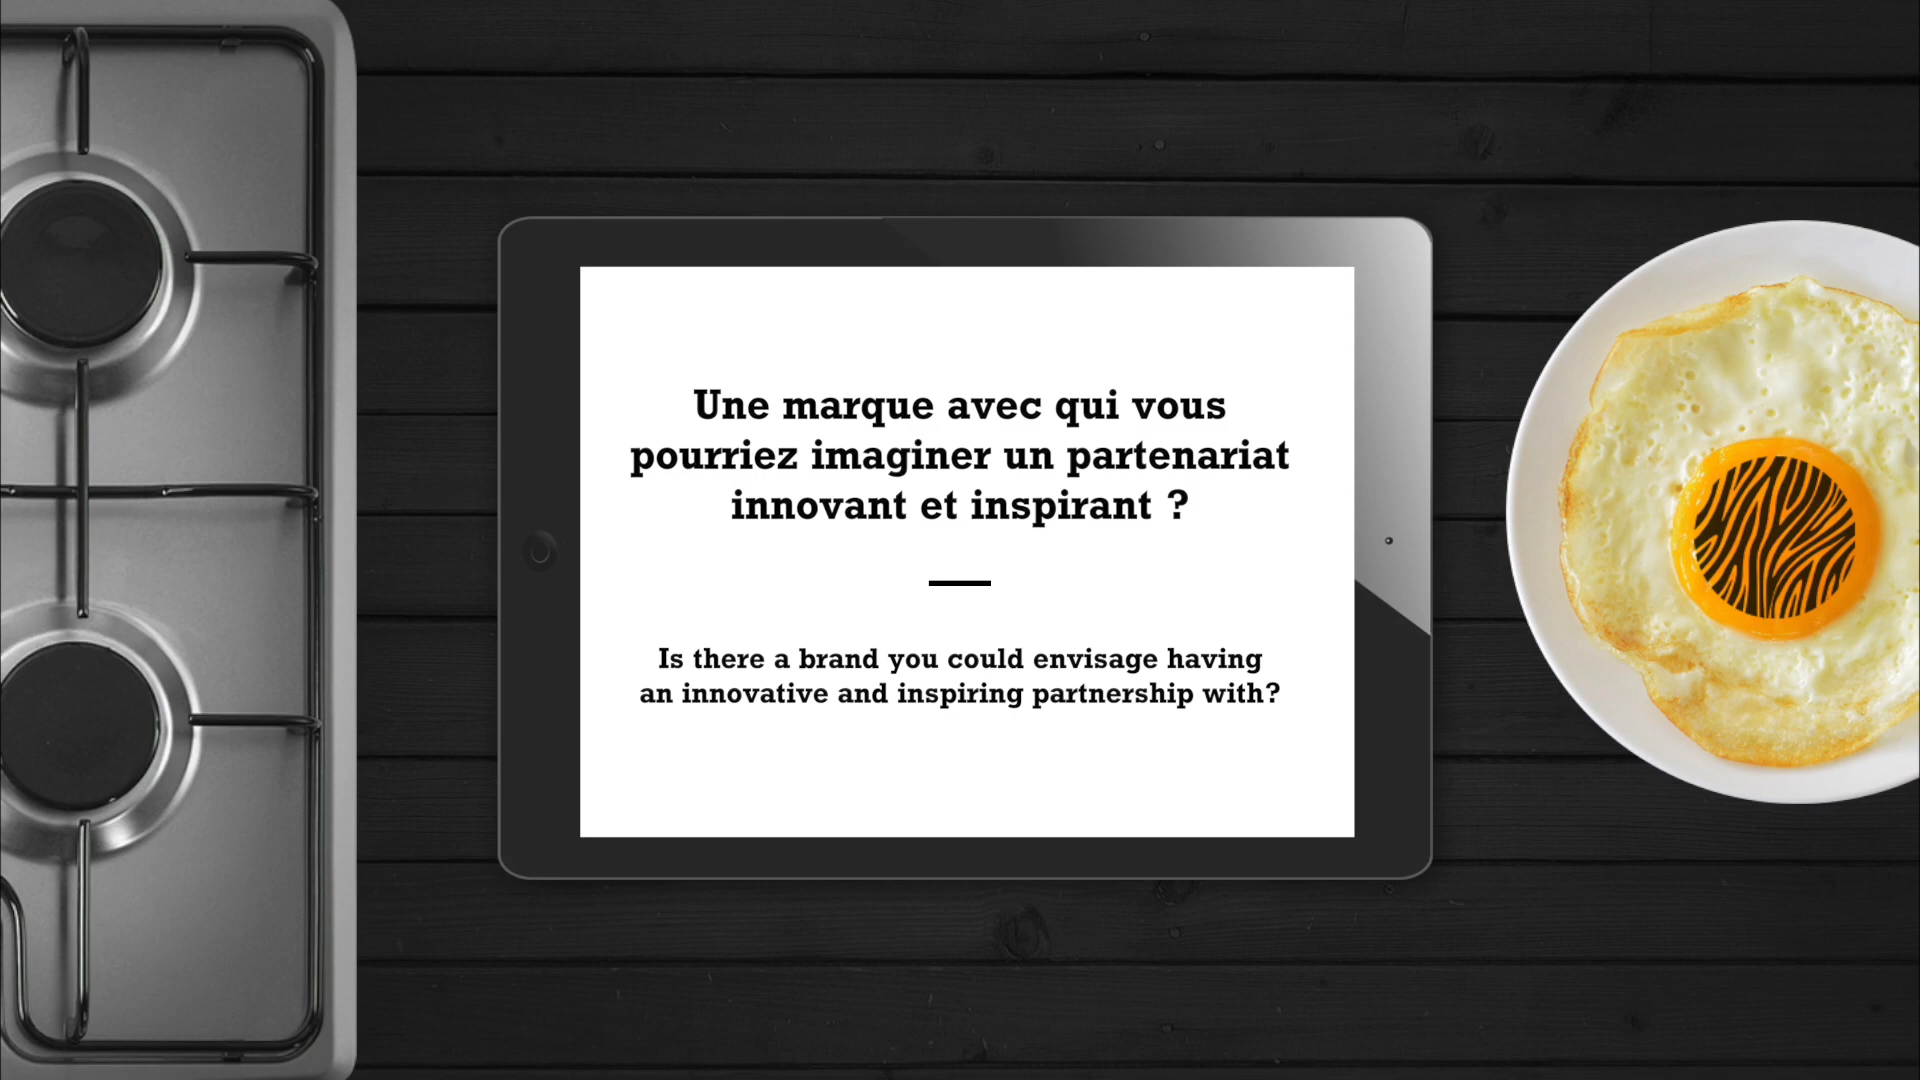 Une marque avec qui vous
pourriez imaginer un partenariat
innovant et inspirant ?
Is there a brand you could envisage having
an innovative and inspiring partnership with?